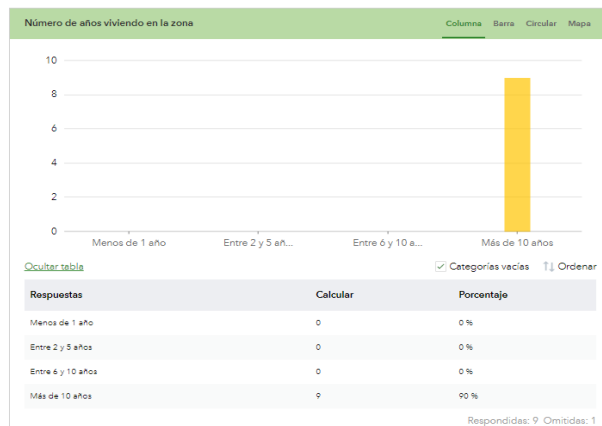 Número de años viviendo en la zona
Columna Barra Circular Mapa
10
8
6
4
2
0
Menos de 1 año Entre 2 y 5 añ... Entre 6 y 10 a... Más de 10 años
Ocultar tabla Categorías vacías Ordenar
Respuestas Calcular Porcentaje
Menos de 1 año 0 0 %
Entre 2 y 5 años 0 0 %
Entre 6 y 10 años 0 0 %
Más de 10 años 9 90 %
Respondidas: 9 Omitidas: 1